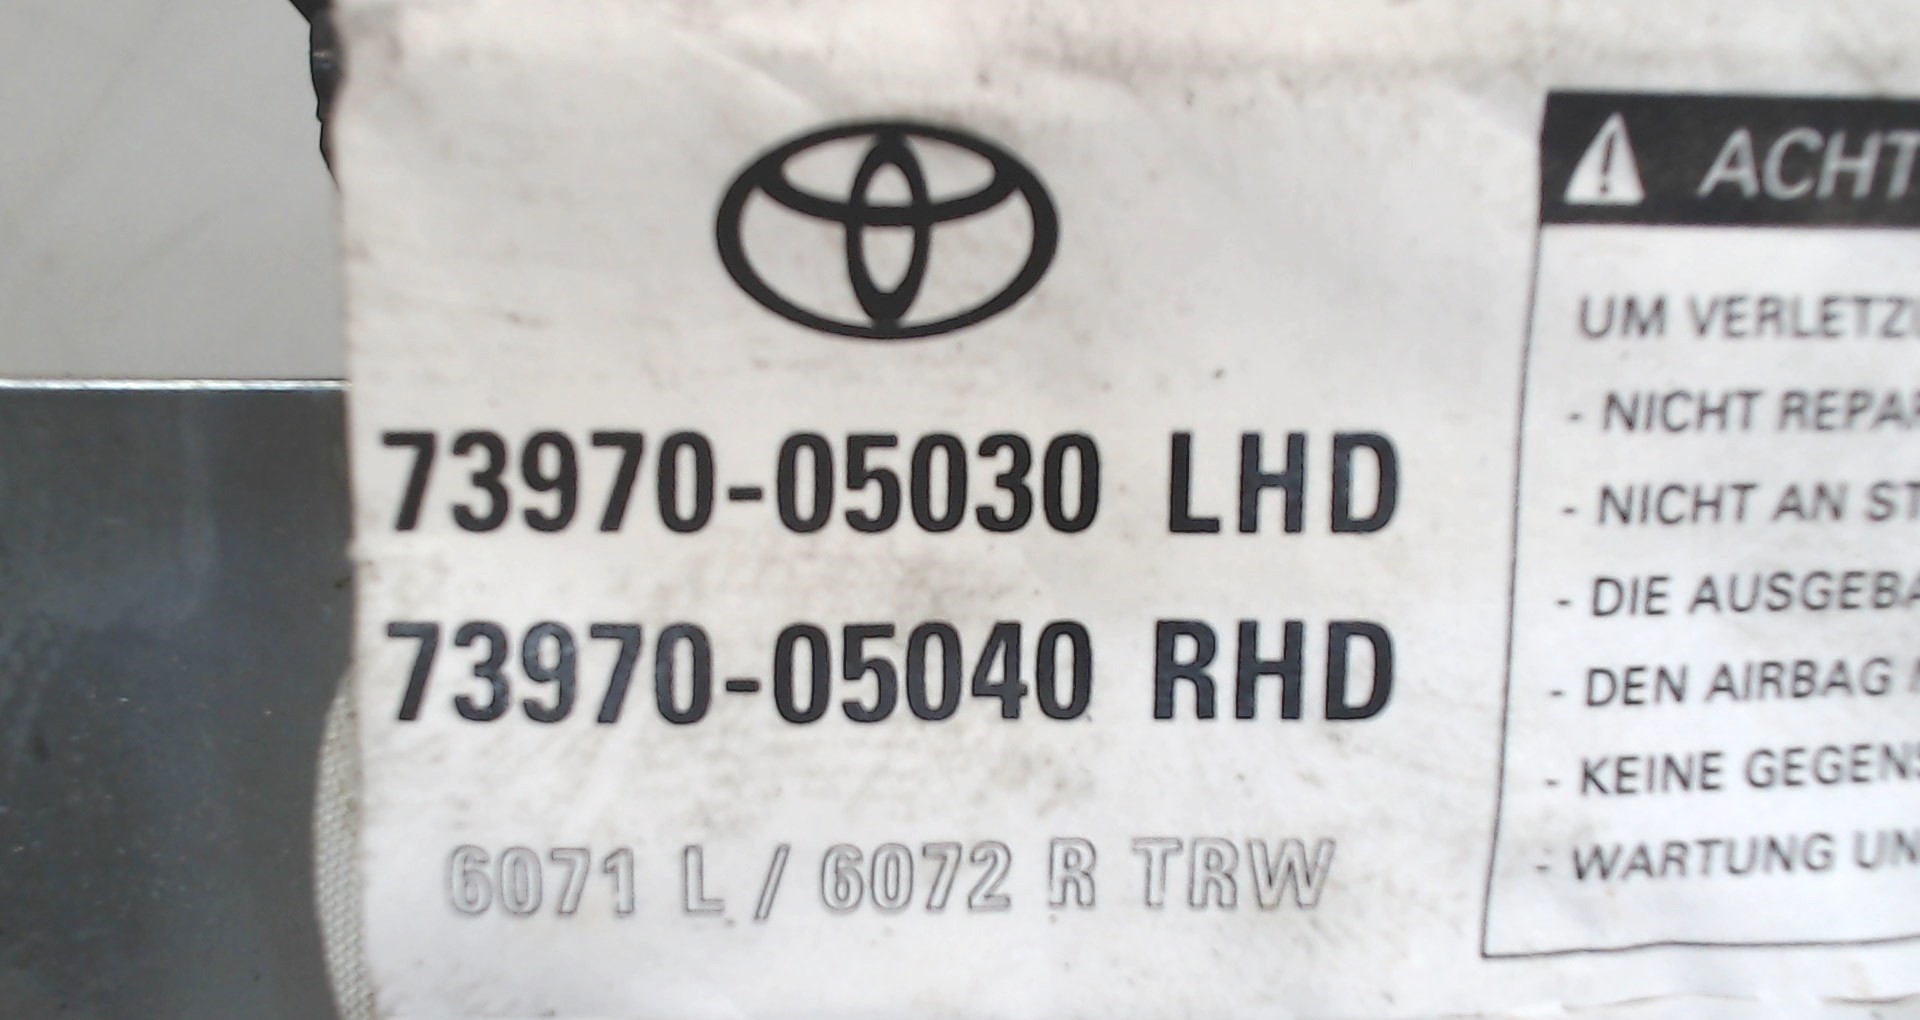 73970-05030 LHD
73970-05040 RHD
6071 L / 6072 R TRW
ACHT
UM VERLETZ
- NICHT REPAR
- NICHT AN ST
- DIE AUSGEBA
- DEN AIRBAG
- KEINE GEGENS
- WARTUNG UN